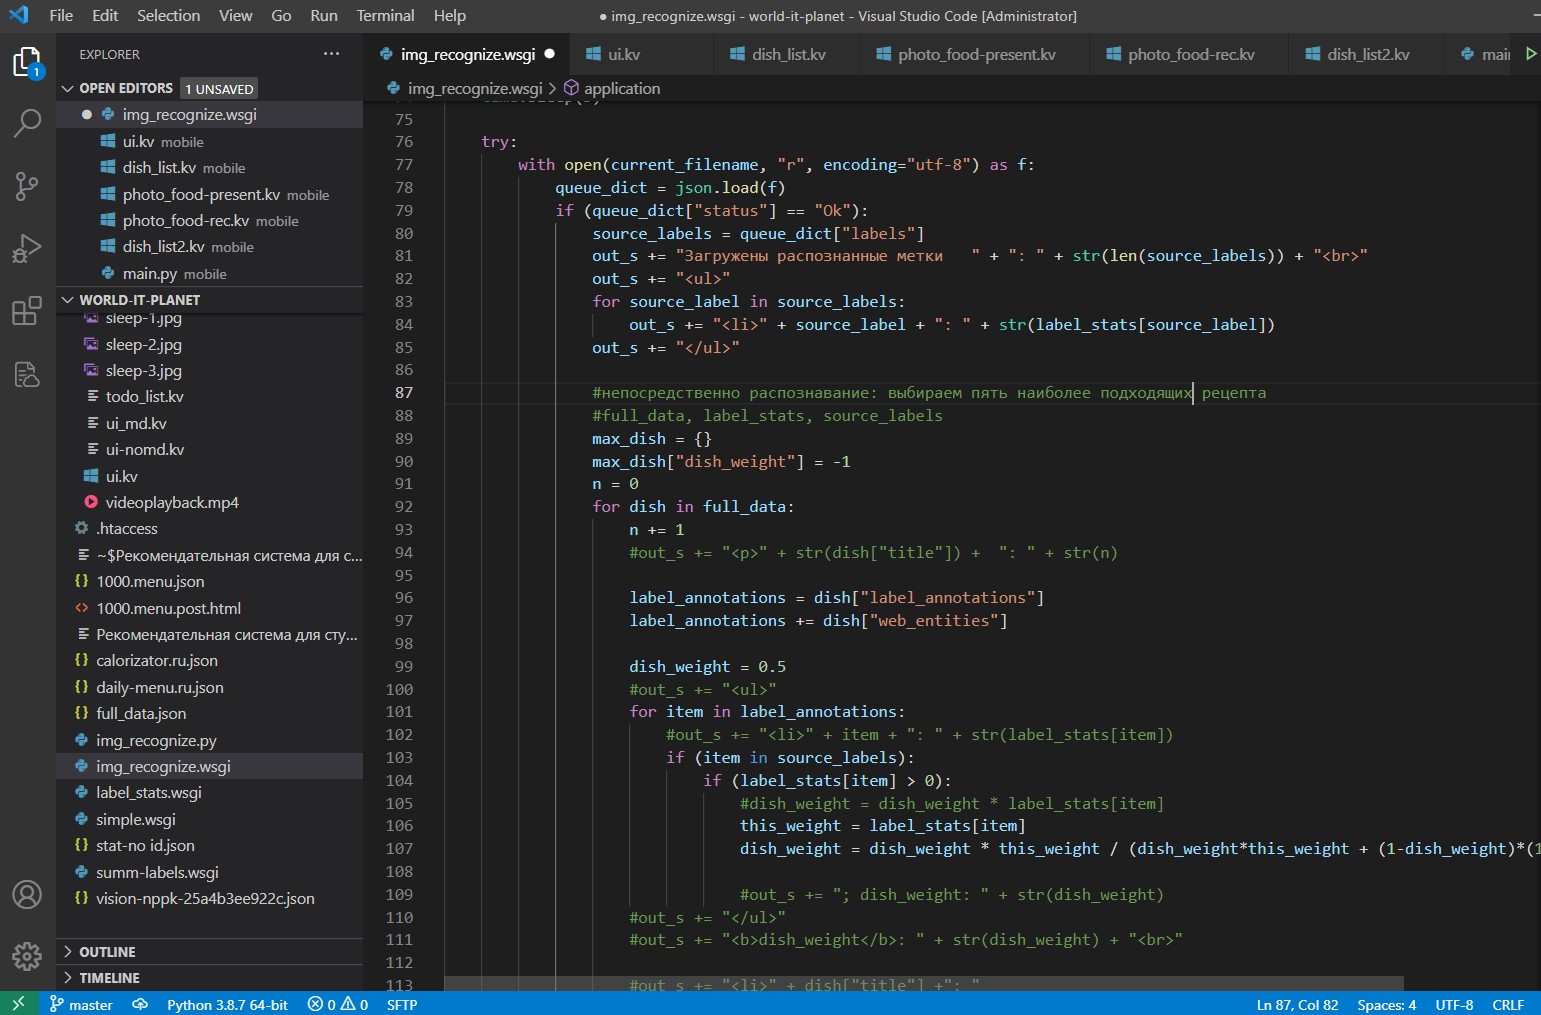 File Edit Selection View Go Run Terminal Help
● img_recognize.wsgi - world-it-planet - Visual Studio Code [Administrator]
EXPLORER
OPEN EDITORS 1 UNSAVED
img_recognize.wsgi
ui.kv mobile
dish_list.kv mobile
photo_food-present.kv mobile
photo_food-rec.kv mobile
dish_list2.kv mobile
main.py mobile
WORLD-IT-PLANET
sleep-1.jpg
sleep-2.jpg
sleep-3.jpg
todo_list.kv
ui_md.kv
ui-nomd.kv
ui.kv
videoplayback.mp4
.htaccess
~$Рекомендательная система для с...
1000.menu.json
1000.menu.post.html
Рекомендательная система для сту...
calorizator.ru.json
daily-menu.ru.json
full_data.json
img_recognize.py
img_recognize.wsgi
label_stats.wsgi
simple.wsgi
stat-no id.json
summ-labels.wsgi
vision-nppk-25a4b3ee922c.json
OUTLINE
TIMELINE
1
img_recognize.wsgi ui.kv dish_list.kv photo_food-present.kv photo_food-rec.kv dish_list2.kv mai
img_recognize.wsgi > application
75
76 try:
77 with open(current_filename, "r", encoding="utf-8") as f:
78 queue_dict = json.load(f)
79 if (queue_dict["status"] == "Ok"):
80 source_labels = queue_dict["labels"]
81 out_s += "Загружены распознанные метки   " + ": " + str(len(source_labels)) + "<br>"
82 out_s += "<ul>"
83 for source_label in source_labels:
84 out_s += "<li>" + source_label + ": " + str(label_stats[source_label])
85 out_s += "</ul>"
86
87 #непосредственно распознавание: выбираем пять наиболее подходящих рецепта
88 #full_data, label_stats, source_labels
89 max_dish = {}
90 max_dish["dish_weight"] = -1
91 n = 0
92 for dish in full_data:
93 n += 1
94 #out_s += "<p>" + str(dish["title"]) +  ": " + str(n)
95
96 label_annotations = dish["label_annotations"]
97 label_annotations += dish["web_entities"]
98
99 dish_weight = 0.5
100 #out_s += "<ul>"
101 for item in label_annotations:
102 #out_s += "<li>" + item + ": " + str(label_stats[item])
103 if (item in source_labels):
104 if (label_stats[item] > 0):
105 #dish_weight = dish_weight * label_stats[item]
106 this_weight = label_stats[item]
107 dish_weight = dish_weight * this_weight / (dish_weight*this_weight + (1-dish_weight)*(1
108
109 #out_s += "; dish_weight: " + str(dish_weight)
110 #out_s += "</ul>"
111 #out_s += "<b>dish_weight</b>: " + str(dish_weight) + "<br>"
112
113 #out_s += "<li>" + dish["title"] +": "
master Python 3.8.7 64-bit 0 0 SFTP Ln 87, Col 82 Spaces: 4 UTF-8 CRLF